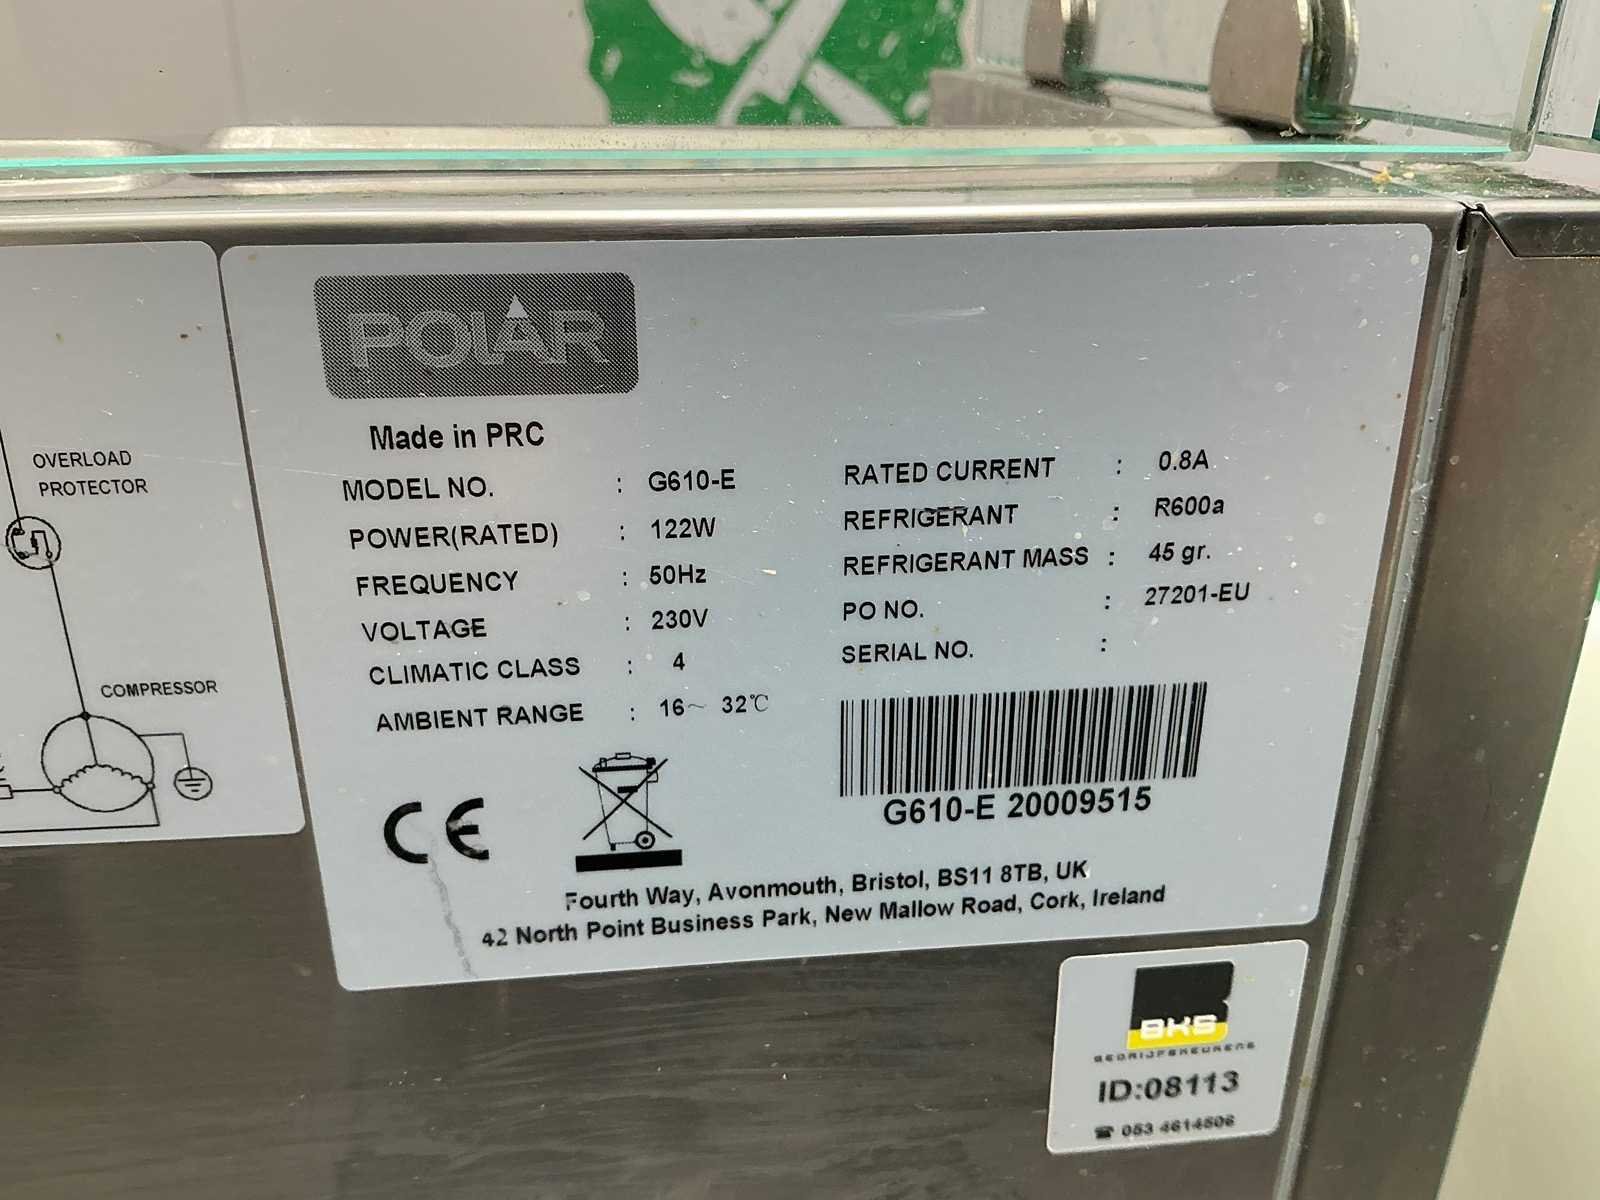 OVERLOAD
PROTECTOR
COMPRESSOR
POLAR
Made in PRC
MODEL NO. : G610-E
POWER(RATED) : 122W
FREQUENCY : 50Hz
VOLTAGE : 230V
CLIMATIC CLASS : 4
AMBIENT RANGE : 16~ 32℃
RATED CURRENT : 0.8A
REFRIGERANT : R600a
REFRIGERANT MASS : 45 gr.
PO NO. : 27201-EU
SERIAL NO. :
G610-E 20009515
CE
Fourth Way, Avonmouth, Bristol, BS11 8TB, UK
42 North Point Business Park, New Mallow Road, Cork, Ireland
BKS
BEDRIJFSKEUKENS
ID:08113
☎ 053 4614506